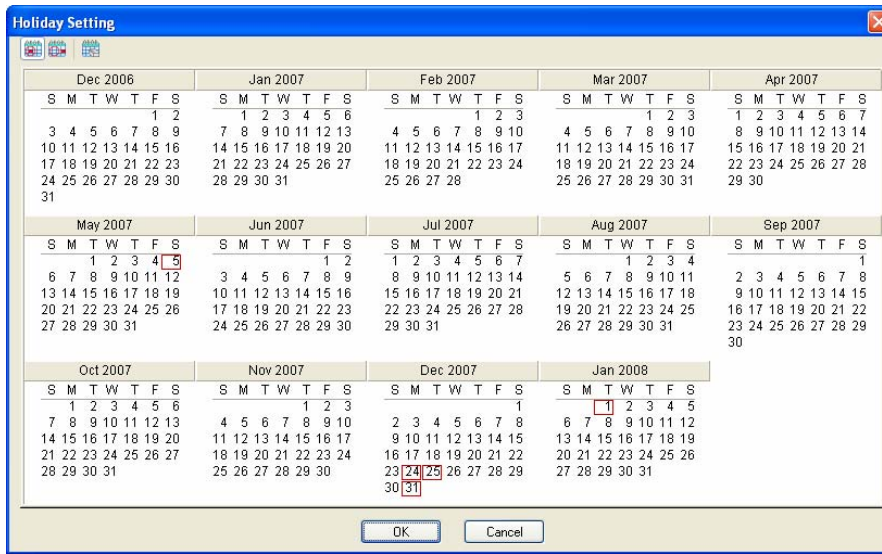 Holiday Setting
Dec 2006 Jan 2007 Feb 2007 Mar 2007 Apr 2007
S M T W T F S S M T W T F S S M T W T F S S M T W T F S S M T W T F S
1 2 1 2 3 4 5 6 1 2 3 1 2 3 1 2 3 4 5 6 7
3 4 5 6 7 8 9 7 8 9 10 11 12 13 4 5 6 7 8 9 10 4 5 6 7 8 9 10 8 9 10 11 12 13 14
10 11 12 13 14 15 16 14 15 16 17 18 19 20 11 12 13 14 15 16 17 11 12 13 14 15 16 17 15 16 17 18 19 20 21
17 18 19 20 21 22 23 21 22 23 24 25 26 27 18 19 20 21 22 23 24 18 19 20 21 22 23 24 22 23 24 25 26 27 28
24 25 26 27 28 29 30 28 29 30 31 25 26 27 28 25 26 27 28 29 30 31 29 30
31
May 2007 Jun 2007 Jul 2007 Aug 2007 Sep 2007
S M T W T F S S M T W T F S S M T W T F S S M T W T F S S M T W T F S
1 2 3 4 5 1 2 1 2 3 4 5 6 7 1 2 3 4 1
6 7 8 9 10 11 12 3 4 5 6 7 8 9 8 9 10 11 12 13 14 5 6 7 8 9 10 11 2 3 4 5 6 7 8
13 14 15 16 17 18 19 10 11 12 13 14 15 16 15 16 17 18 19 20 21 12 13 14 15 16 17 18 9 10 11 12 13 14 15
20 21 22 23 24 25 26 17 18 19 20 21 22 23 22 23 24 25 26 27 28 19 20 21 22 23 24 25 16 17 18 19 20 21 22
27 28 29 30 31 24 25 26 27 28 29 30 29 30 31 26 27 28 29 30 31 23 24 25 26 27 28 29
30
Oct 2007 Nov 2007 Dec 2007 Jan 2008
S M T W T F S S M T W T F S S M T W T F S S M T W T F S
1 2 3 4 5 6 1 2 3 1 1 2 3 4 5
7 8 9 10 11 12 13 4 5 6 7 8 9 10 2 3 4 5 6 7 8 6 7 8 9 10 11 12
14 15 16 17 18 19 20 11 12 13 14 15 16 17 9 10 11 12 13 14 15 13 14 15 16 17 18 19
21 22 23 24 25 26 27 18 19 20 21 22 23 24 16 17 18 19 20 21 22 20 21 22 23 24 25 26
28 29 30 31 25 26 27 28 29 30 23 24 25 26 27 28 29 27 28 29 30 31
30 31
OK Cancel